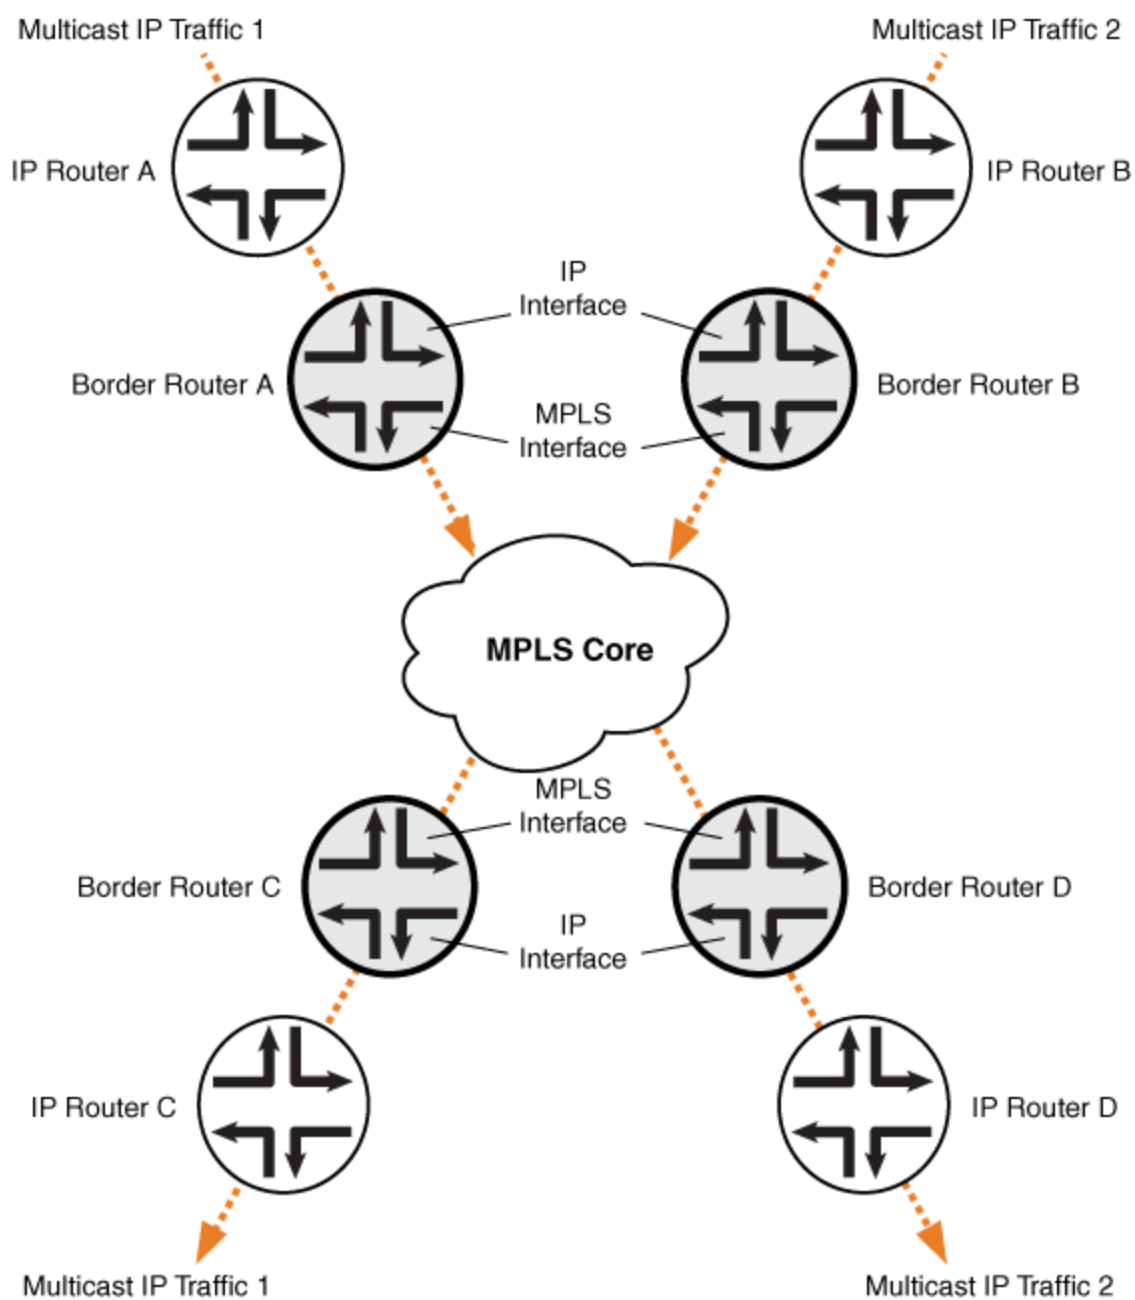 Multicast IP Traffic 1
Multicast IP Traffic 2
IP Router A
IP Router B
IP
Interface
Border Router A
Border Router B
MPLS
Interface
MPLS Core
MPLS
Interface
Border Router C
Border Router D
IP
Interface
IP Router C
IP Router D
Multicast IP Traffic 1
Multicast IP Traffic 2